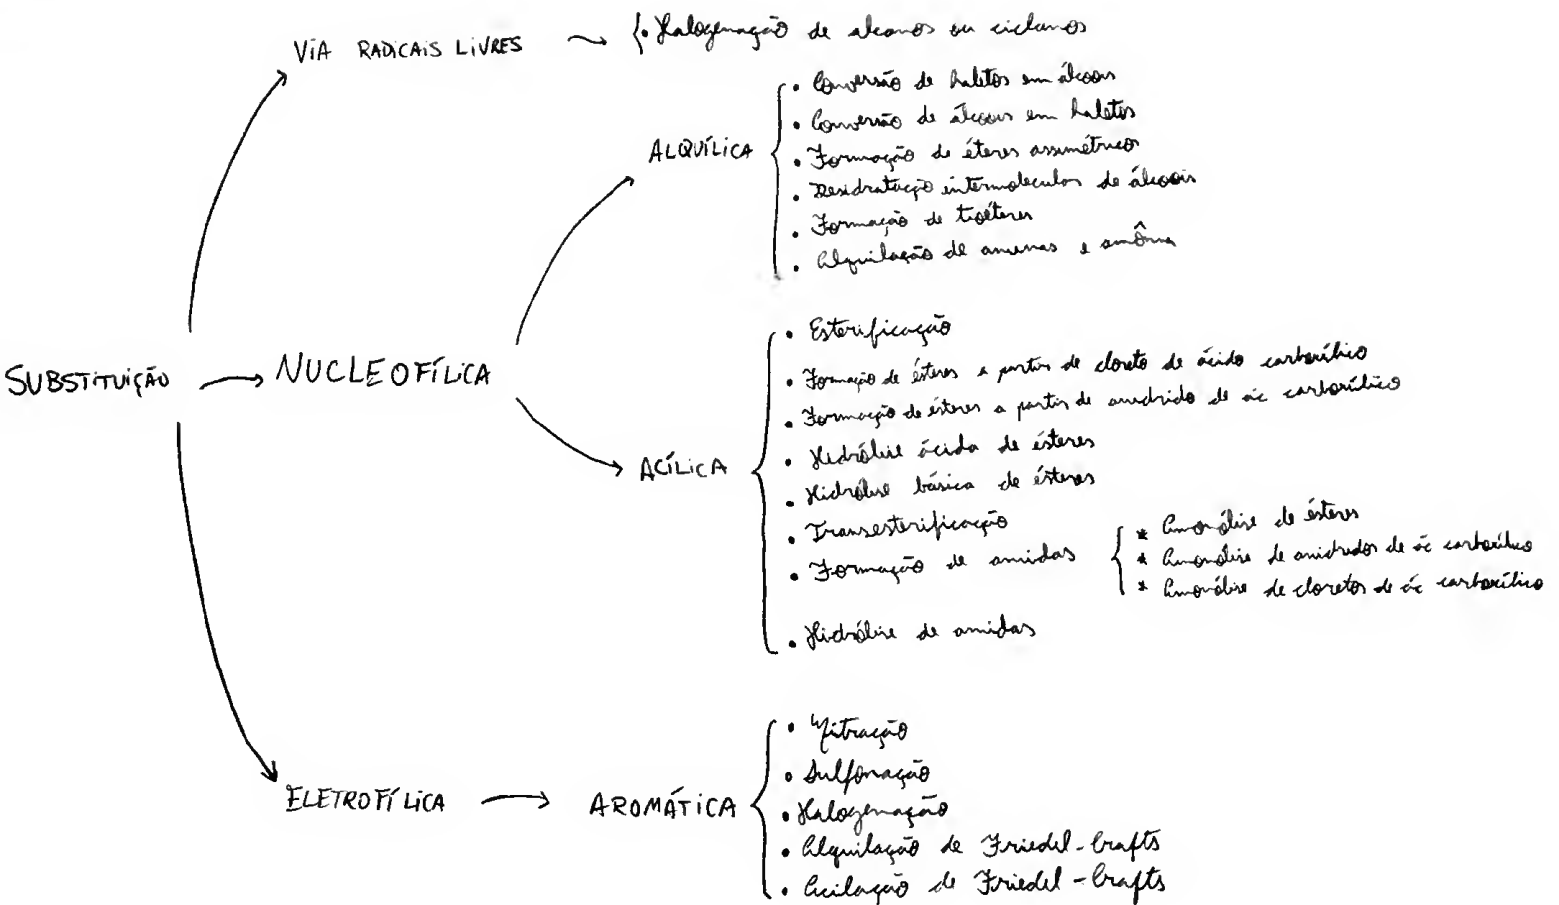 VIA RADICAIS LIVRES
• Halogenação de alcanos ou ciclanos
SUBSTITUIÇÃO
NUCLEOFÍLICA
ALQUÍLICA
• Conversão de haletos em álcoois
• Conversão de álcoois em haletos
• Formação de éteres assimétricos
• Desidratação intermolecular de álcoois
• Formação de tioéteres
• Alquilação de aminas e amônia
ACÍLICA
• Esterificação
• Formação de ésteres a partir de cloreto de ácido carboxílico
• Formação de ésteres a partir de anidrido de ác carboxílico
• Hidrólise ácida de ésteres
• Hidrólise básica de ésteres
• Transesterificação
• Formação de amidas
* Amonólise de ésteres
* Amonólise de anidridos de ác carboxílico
* Amonólise de cloretos de ác carboxílico
• Hidrólise de amidas
ELETROFÍLICA
AROMÁTICA
• Nitração
• Sulfonação
• Halogenação
• Alquilação de Friedel-Crafts
• Acilação de Friedel-Crafts